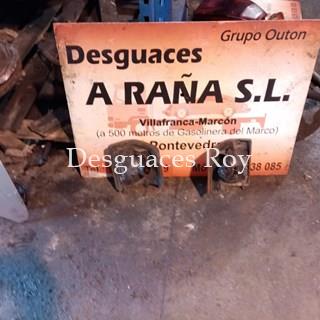 Grupo Outon
Desguaces
A RAÑA S.L.
Villafranca-Marcón
(a 500 metros de Gasolinera del Marco)
Pontevedr
Desguaces Roy
38 085